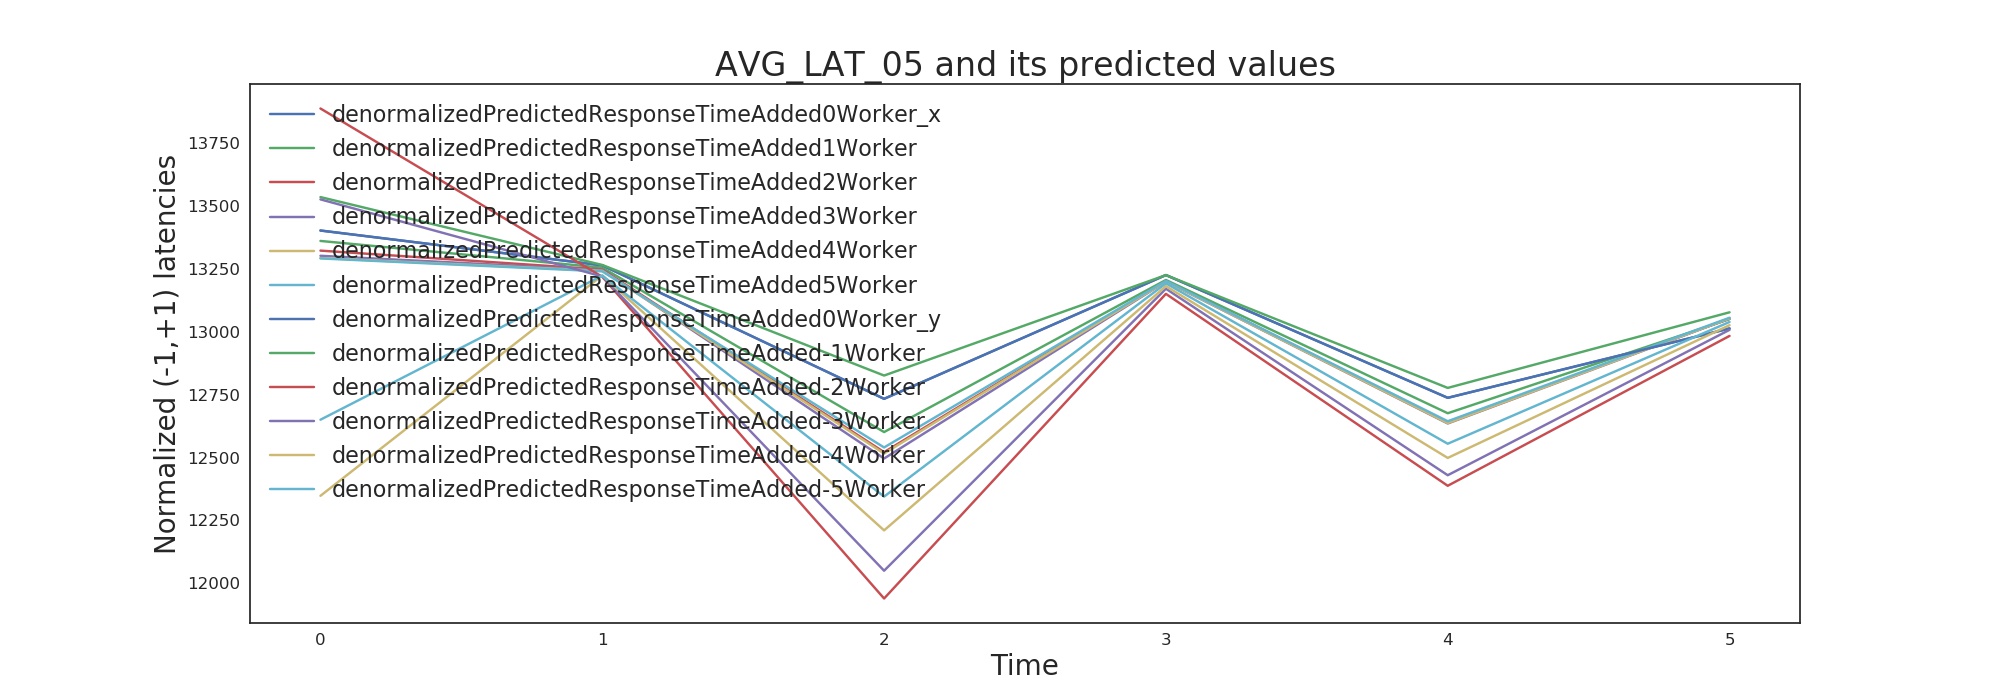 AVG_LAT_05 and its predicted values
Normalized (-1,+1) latencies
13750
13500
13250
13000
12750
12500
12250
12000
denormalizedPredictedResponseTimeAdded0Worker_x
denormalizedPredictedResponseTimeAdded1Worker
denormalizedPredictedResponseTimeAdded2Worker
denormalizedPredictedResponseTimeAdded3Worker
denormalizedPredictedResponseTimeAdded4Worker
denormalizedPredictedResponseTimeAdded5Worker
denormalizedPredictedResponseTimeAdded0Worker_y
denormalizedPredictedResponseTimeAdded-1Worker
denormalizedPredictedResponseTimeAdded-2Worker
denormalizedPredictedResponseTimeAdded-3Worker
denormalizedPredictedResponseTimeAdded-4Worker
denormalizedPredictedResponseTimeAdded-5Worker
0 1 2 3 4 5
Time